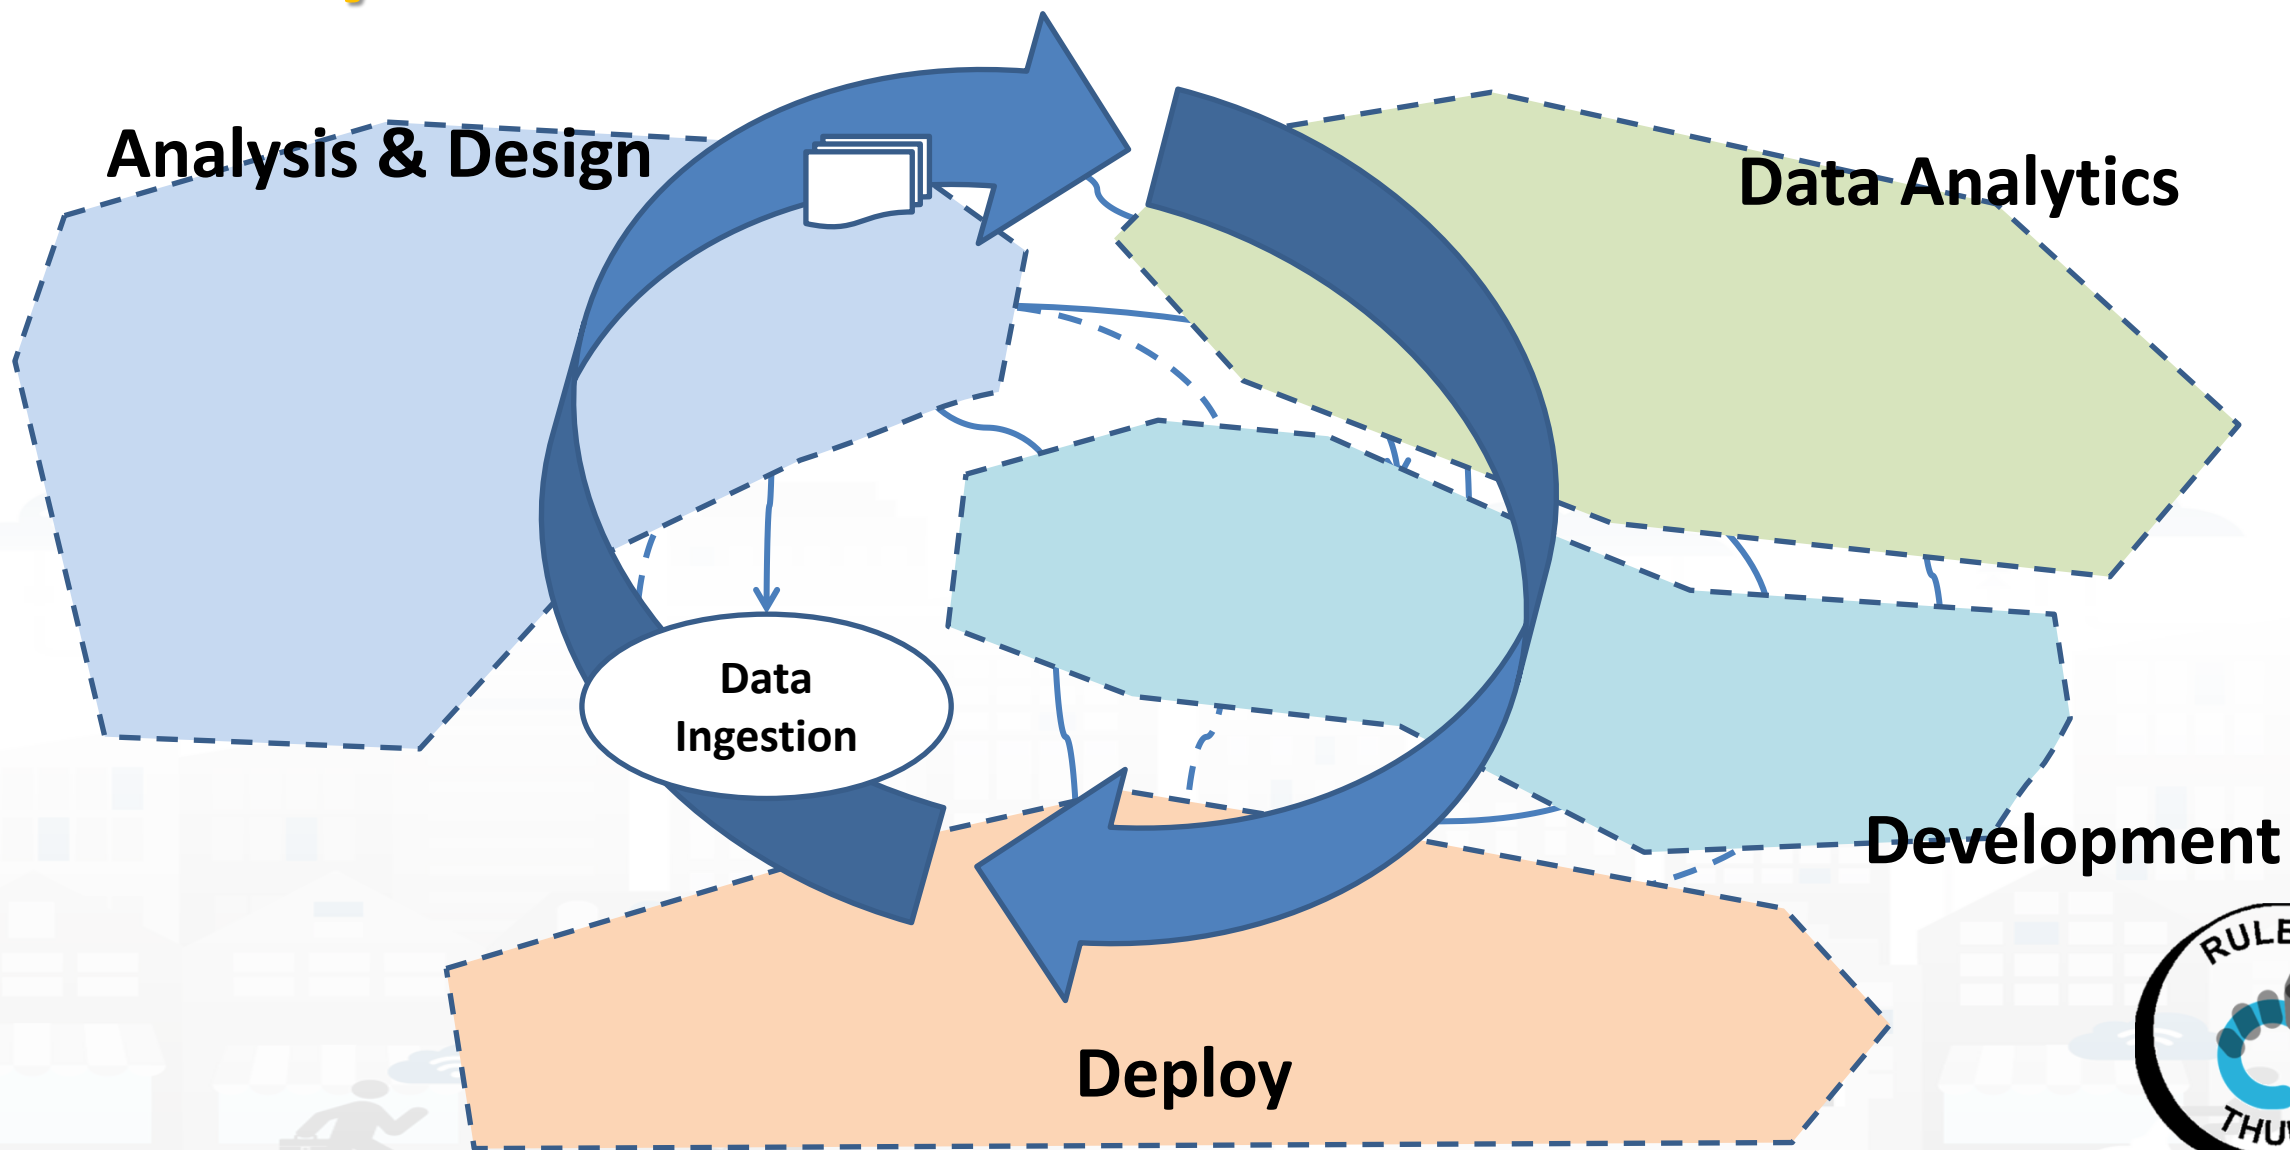 Analysis & Design
Data Analytics
Data
Ingestion
Development
Deploy